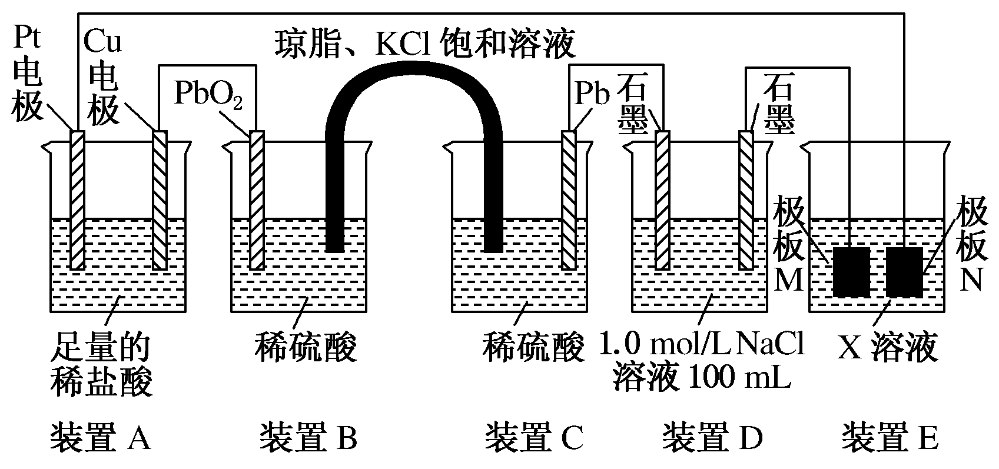 Pt
电
极
Cu
电
极
PbO₂
琼脂、KCl 饱和溶液
Pb
石
墨
石
墨
极
板
M
极
板
N
足量的
稀盐酸
稀硫酸
稀硫酸
1.0 mol/L NaCl
溶液 100 mL
X 溶液
装置 A
装置 B
装置 C
装置 D
装置 E